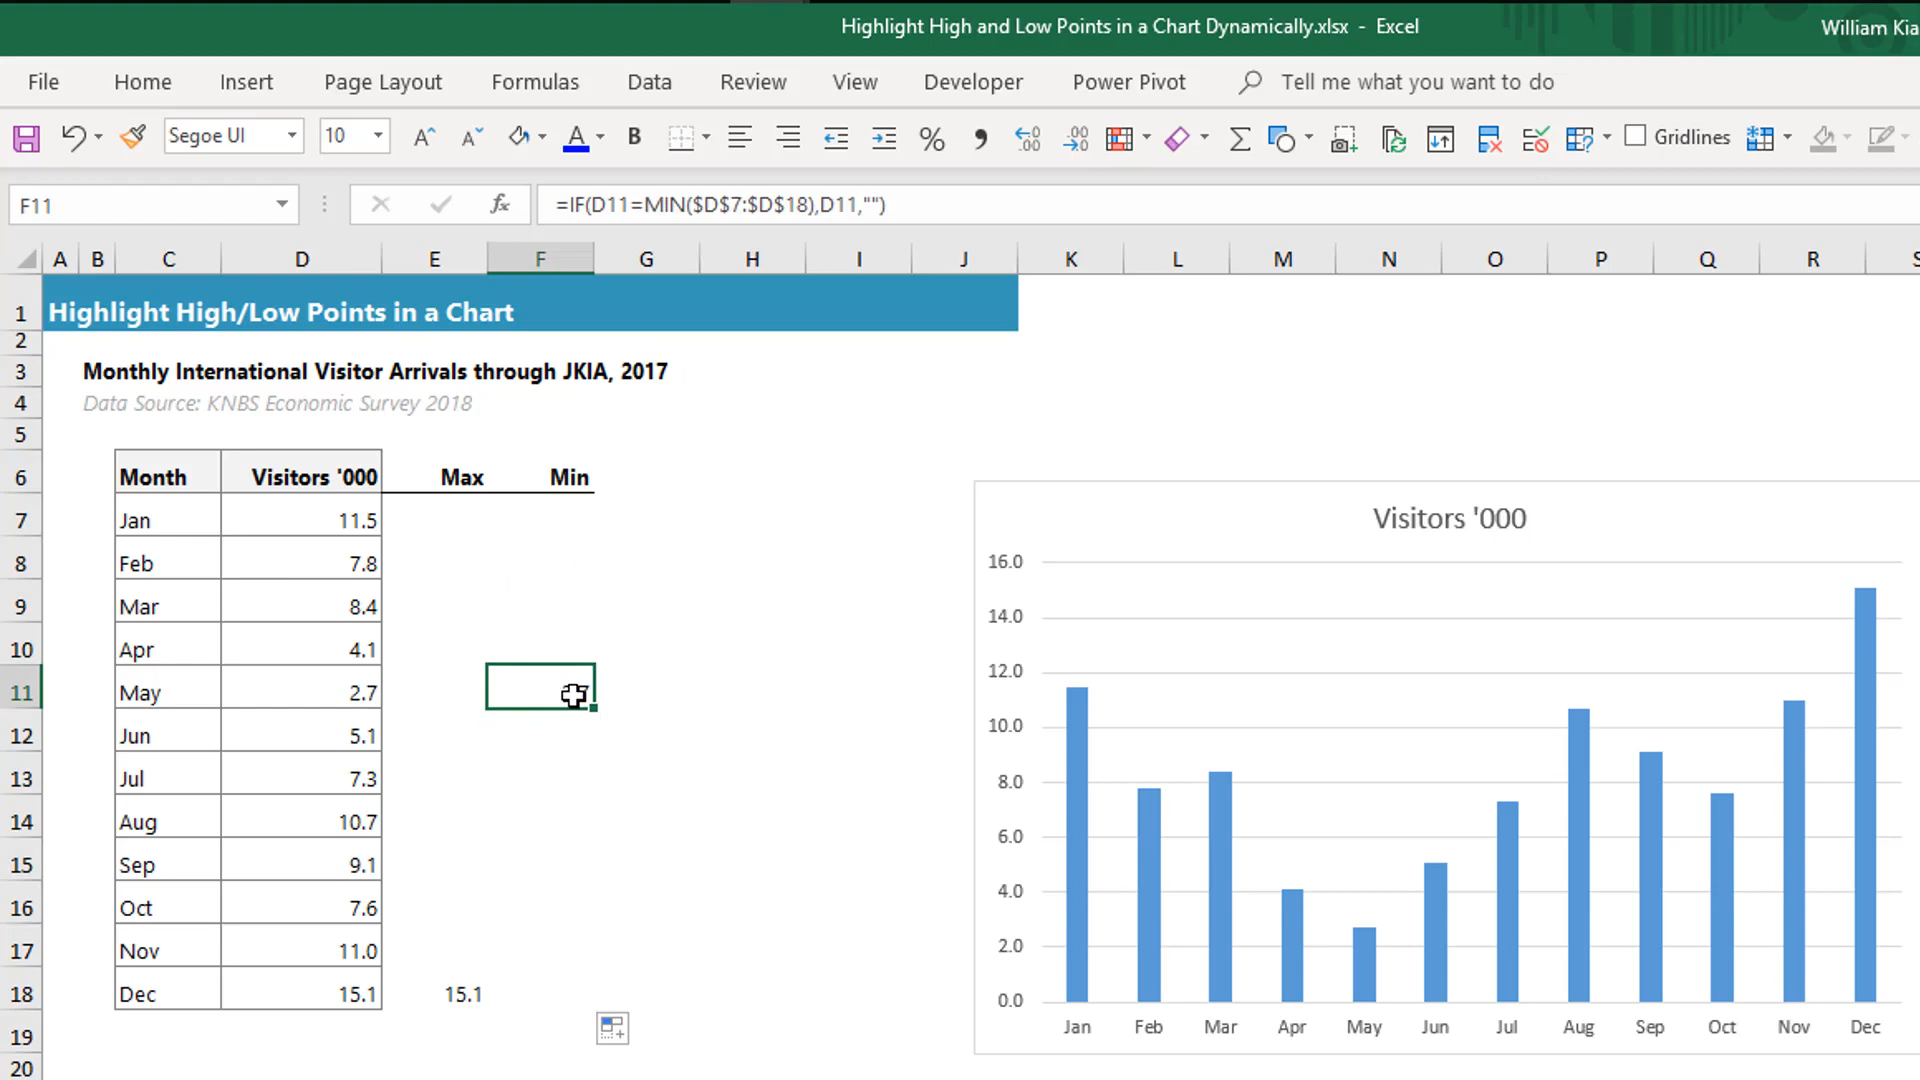 Highlight High and Low Points in a Chart Dynamically.xlsx - Excel
William Kia
File Home Insert Page Layout Formulas Data Review View Developer Power Pivot Tell me what you want to do
Segoe UI 10 Gridlines
F11 fx =IF(D11=MIN($D$7:$D$18),D11,"")
A B C D E F G H I J K L M N O P Q R S
1 Highlight High/Low Points in a Chart
2
3 Monthly International Visitor Arrivals through JKIA, 2017
4 Data Source: KNBS Economic Survey 2018
5
6 Month Visitors '000 Max Min
7 Jan 11.5
8 Feb 7.8
9 Mar 8.4
10 Apr 4.1
11 May 2.7
12 Jun 5.1
13 Jul 7.3
14 Aug 10.7
15 Sep 9.1
16 Oct 7.6
17 Nov 11.0
18 Dec 15.1 15.1
19
20
Visitors '000
16.0
14.0
12.0
10.0
8.0
6.0
4.0
2.0
0.0
Jan Feb Mar Apr May Jun Jul Aug Sep Oct Nov Dec